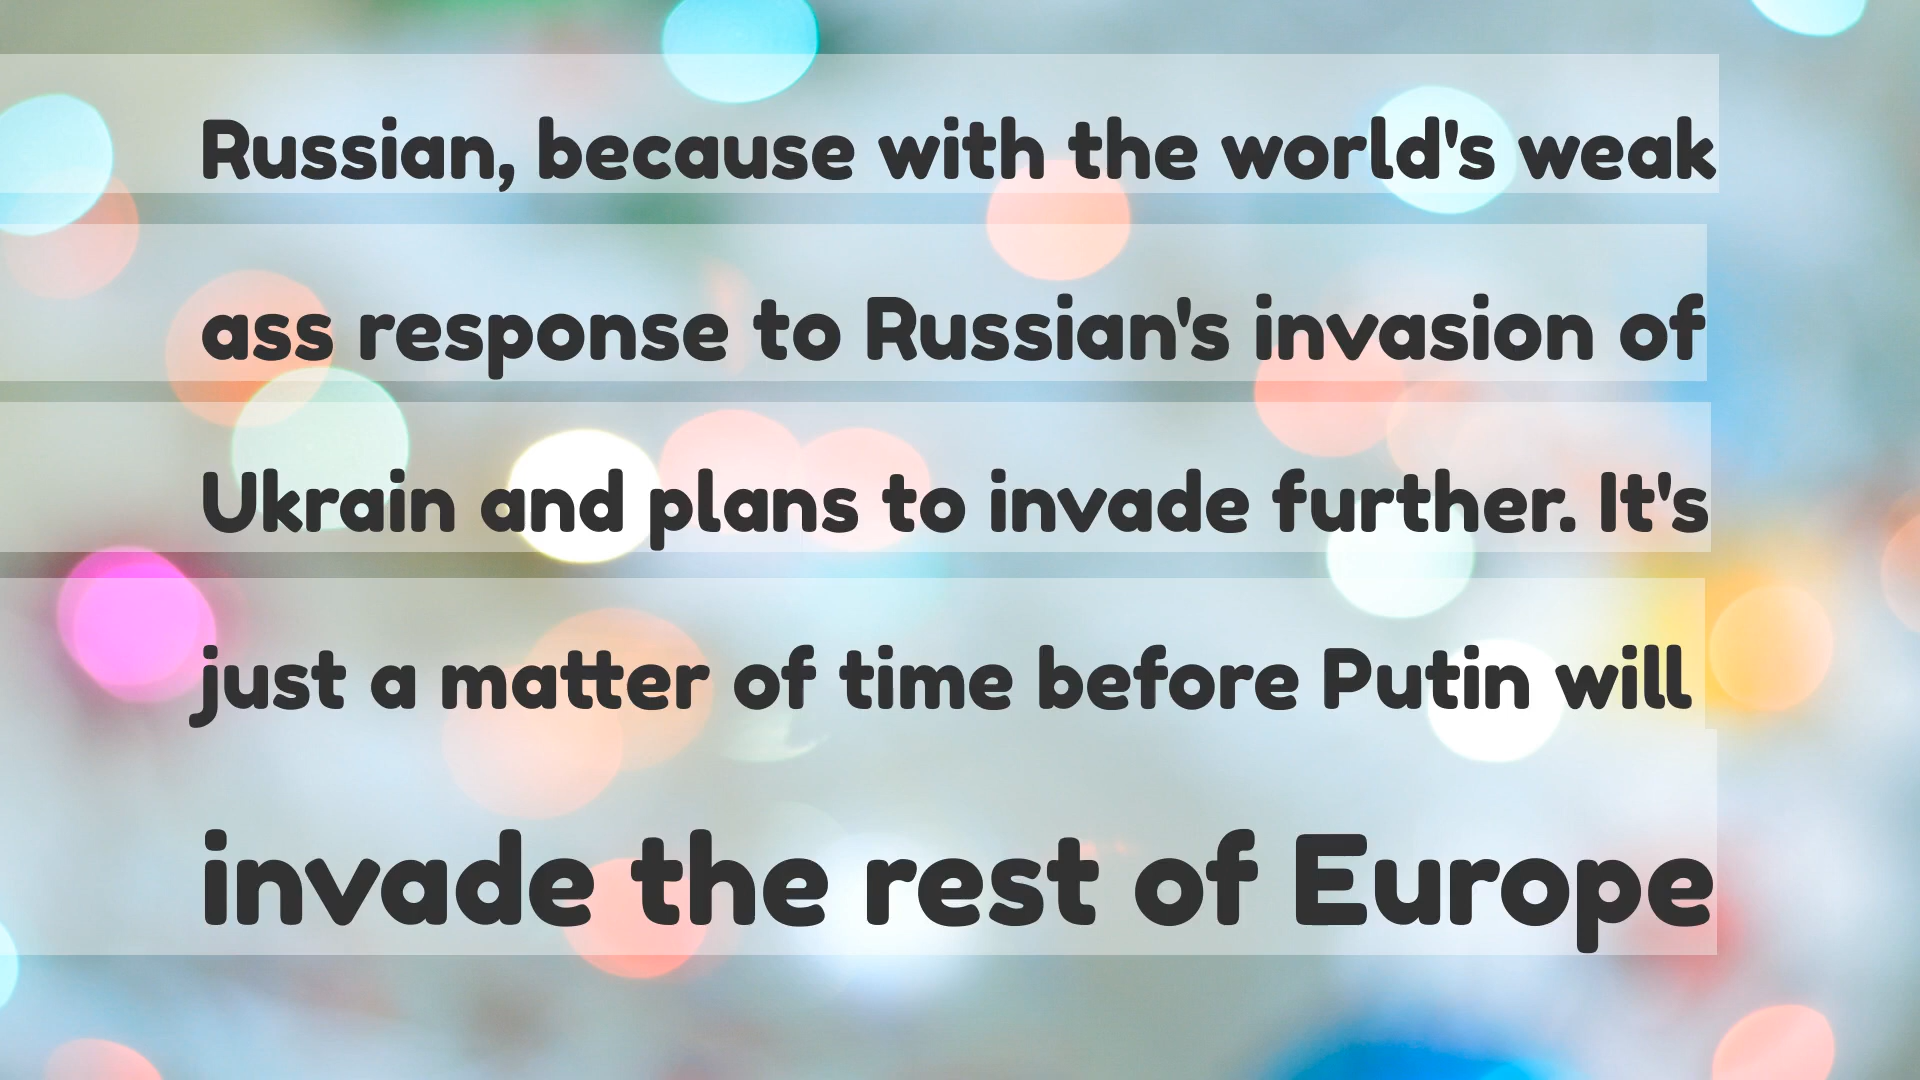 Russian, because with the world's weak
ass response to Russian's invasion of
Ukrain and plans to invade further. It's
just a matter of time before Putin will
invade the rest of Europe